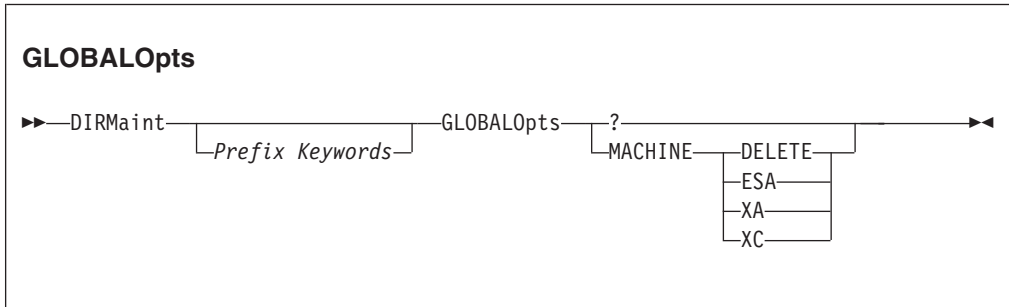 GLOBALOpts
DIRMaint GLOBALOpts ?
Prefix Keywords MACHINE DELETE
ESA
XA
XC